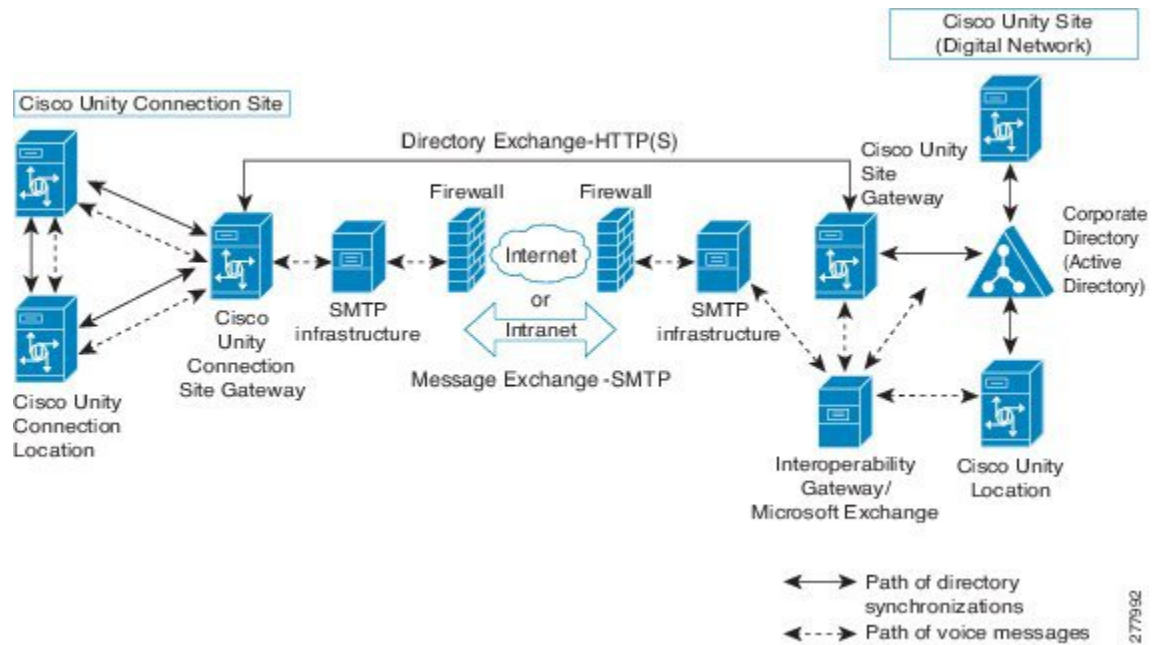 Cisco Unity Site
(Digital Network)
Cisco Unity Connection Site
Directory Exchange-HTTP(S)
Cisco Unity
Site
Gateway
Firewall
Firewall
Corporate
Directory
(Active
Directory)
Internet
or
Intranet
SMTP
infrastructure
SMTP
infrastructure
Cisco
Unity
Connection
Site Gateway
Message Exchange -SMTP
Cisco Unity
Connection
Location
Interoperability
Gateway/
Microsoft Exchange
Cisco Unity
Location
Path of directory
synchronizations
Path of voice messages
277992